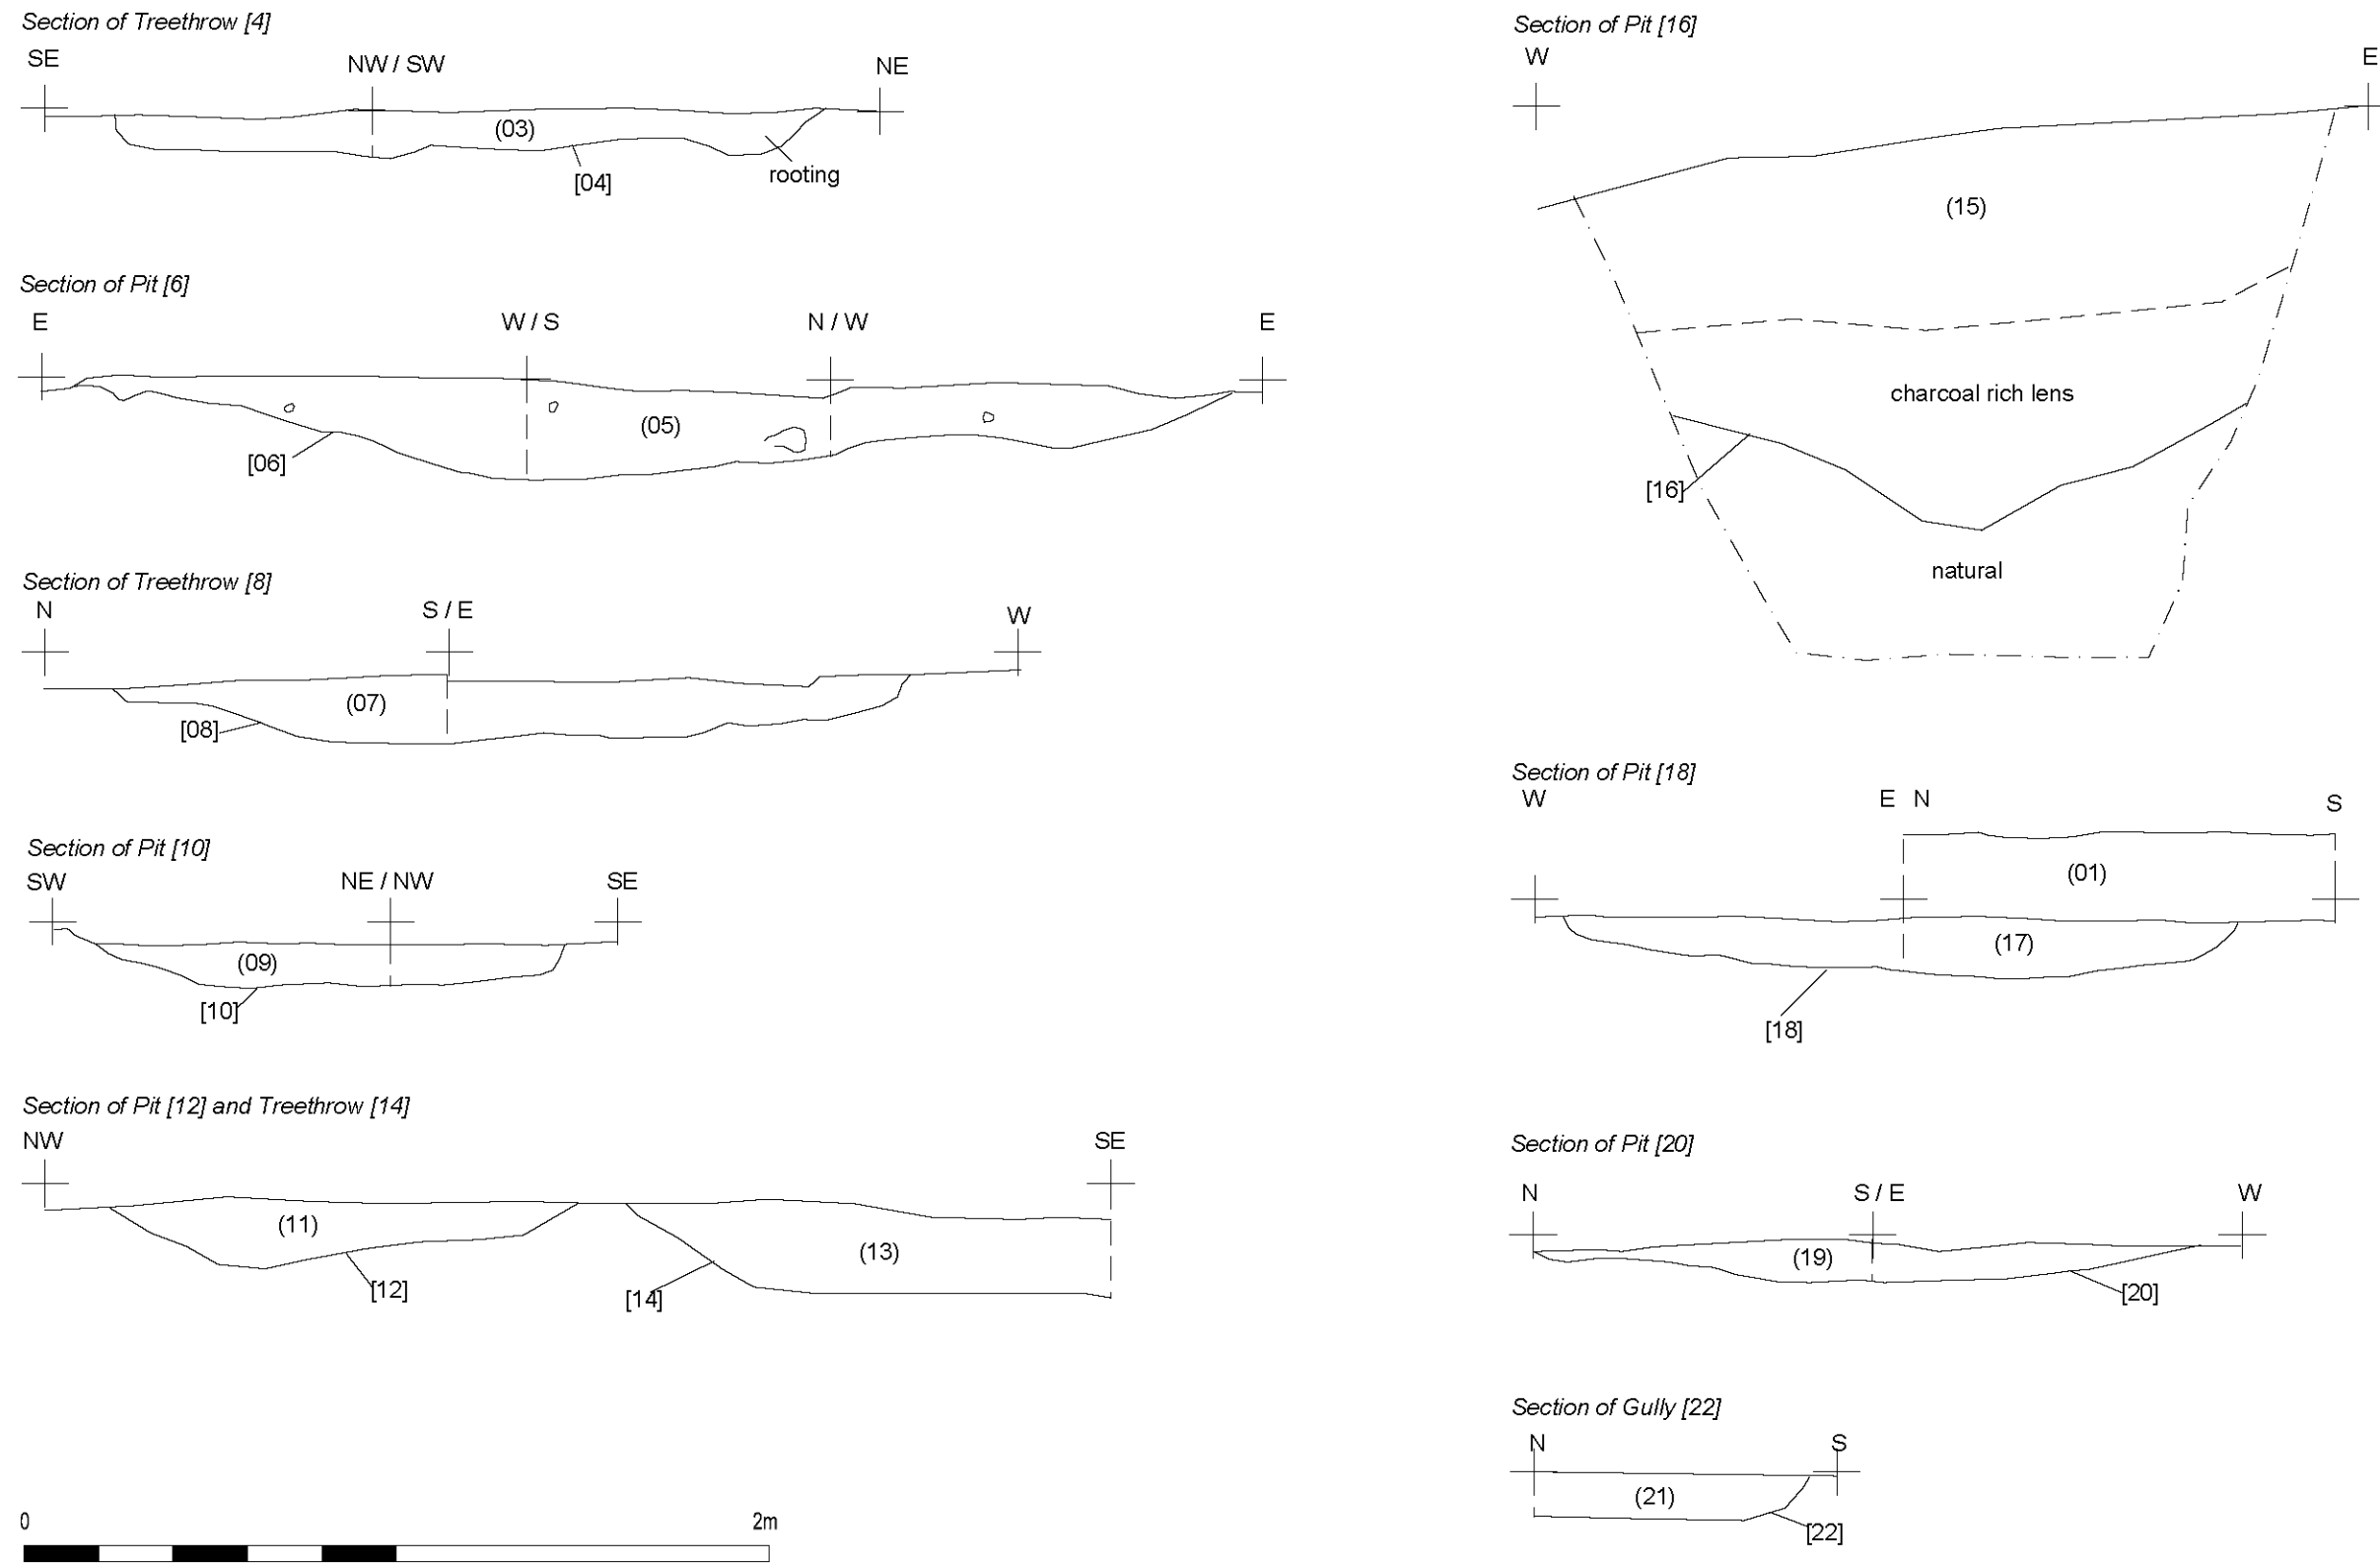 Section of Treethrow [4]
SE NW / SW NE
(03)
[04] rooting
Section of Pit [6]
E W / S N / W E
(05)
[06]
Section of Treethrow [8]
N S / E W
(07)
[08]
Section of Pit [10]
SW NE / NW SE
(09)
[10]
Section of Pit [12] and Treethrow [14]
NW SE
(11) (13)
[12] [14]
0 2m
Section of Pit [16]
W E
(15)
charcoal rich lens
[16]
natural
Section of Pit [18]
W E N S
(01)
(17)
[18]
Section of Pit [20]
N S / E W
(19)
[20]
Section of Gully [22]
N S
(21)
[22]